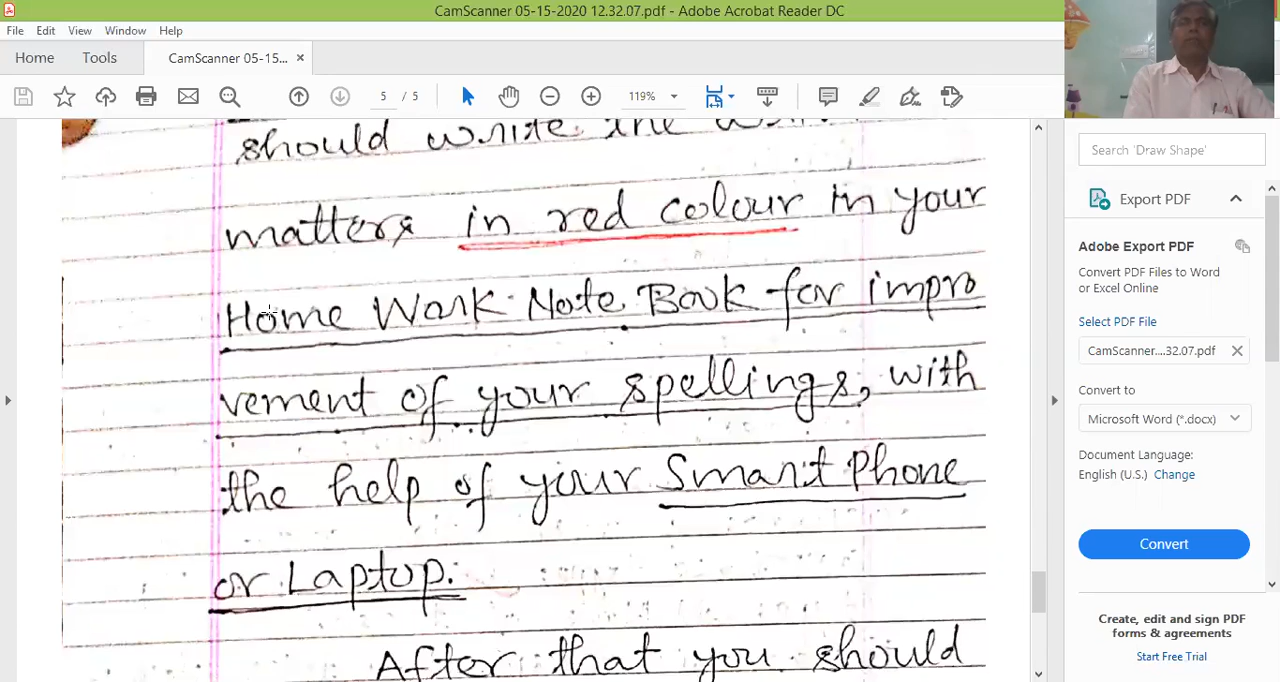 CamScanner 05-15-2020 12.32.07.pdf - Adobe Acrobat Reader DC
File Edit View Window Help
Home Tools CamScanner 05-15... ×
5 / 5 119%
Search 'Draw Shape'
should write the
matters in red colour in your
Home Work Note Book for impro
vement of your spellings, with
the help of your Smart Phone
or Laptop.
After that you should
Export PDF
Adobe Export PDF
Convert PDF Files to Word
or Excel Online
Select PDF File
CamScanner....32.07.pdf
Convert to
Microsoft Word (*.docx)
Document Language:
English (U.S.) Change
Convert
Create, edit and sign PDF
forms & agreements
Start Free Trial